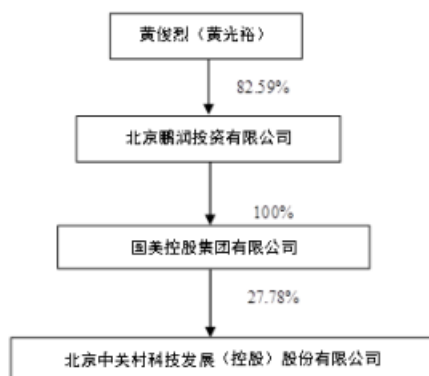 黄俊烈（黄光裕）
82.59%
北京鹏润投资有限公司
100%
国美控股集团有限公司
27.78%
北京中关村科技发展（控股）股份有限公司